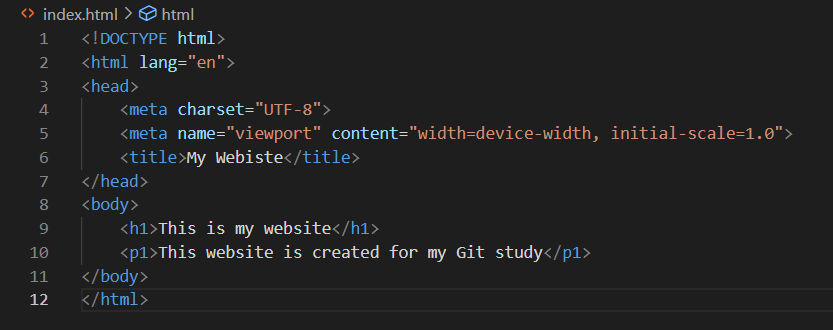 index.html > html
1 <!DOCTYPE html>
2 <html lang="en">
3 <head>
4     <meta charset="UTF-8">
5     <meta name="viewport" content="width=device-width, initial-scale=1.0">
6     <title>My Webiste</title>
7 </head>
8 <body>
9     <h1>This is my website</h1>
10     <p1>This website is created for my Git study</p1>
11 </body>
12 </html>